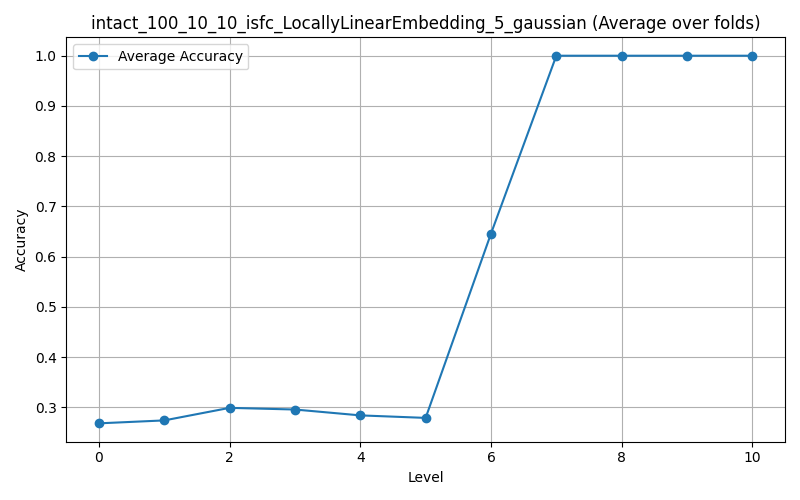 intact_100_10_10_isfc_LocallyLinearEmbedding_5_gaussian (Average over folds)
Average Accuracy
1.0
0.9
0.8
0.7
0.6
0.5
0.4
0.3
Accuracy
0 2 4 6 8 10
Level